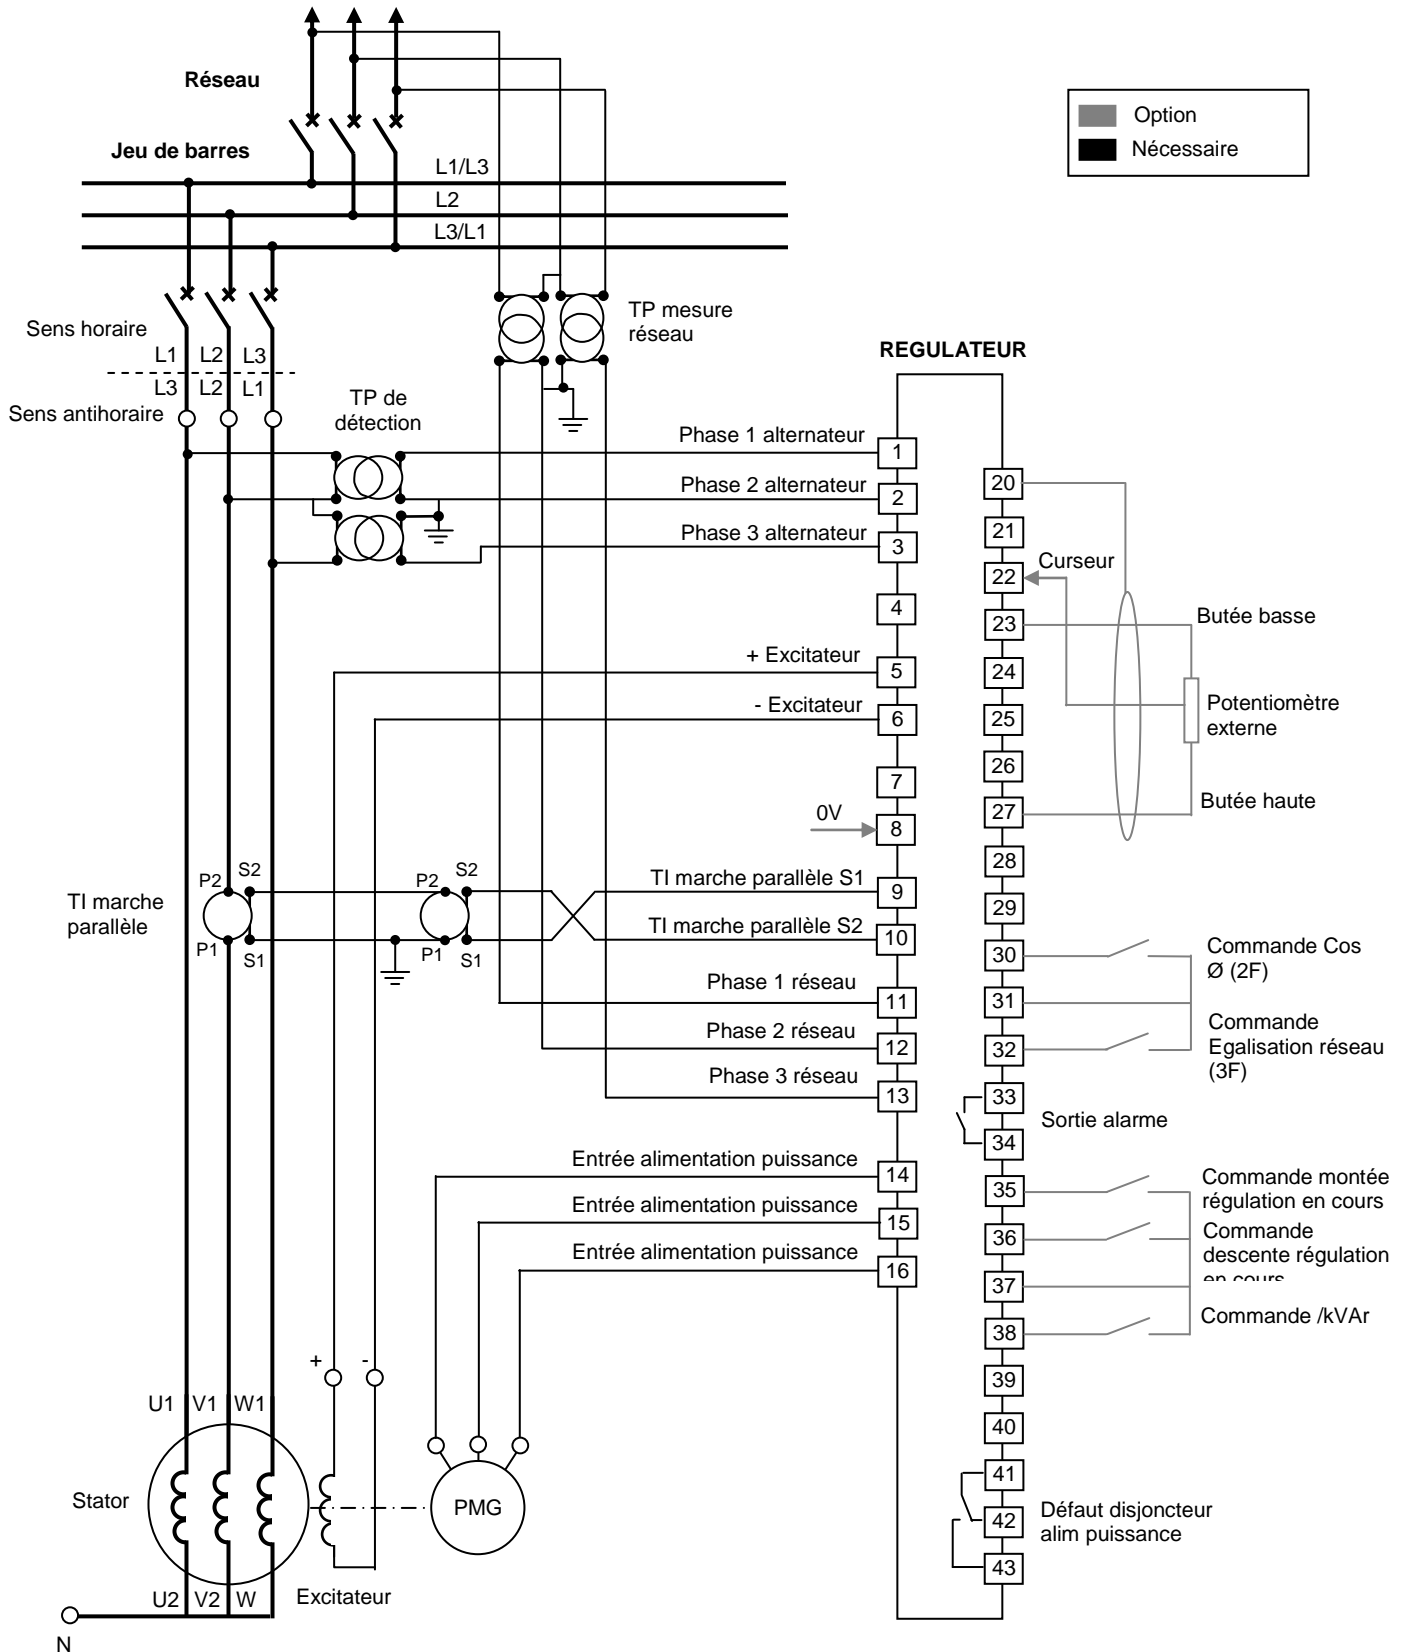 Réseau
Option
Nécessaire
Jeu de barres
L1/L3
L2
L3/L1
TP mesure
réseau
Sens horaire
L1 L2 L3
L3 L2 L1
Sens antihoraire
TP de
détection
REGULATEUR
Phase 1 alternateur
1
Phase 2 alternateur
2
Phase 3 alternateur
3
4
+ Excitateur
5
- Excitateur
6
7
0V
8
TI marche
parallèle
P2 S2
P1 S1
P2 S2
P1 S1
TI marche parallèle S1
9
TI marche parallèle S2
10
Phase 1 réseau
11
Phase 2 réseau
12
Phase 3 réseau
13
Entrée alimentation puissance
14
Entrée alimentation puissance
15
Entrée alimentation puissance
16
20
21
22
Curseur
23
Butée basse
24
Potentiomètre
externe
25
26
27
Butée haute
28
29
30
Commande Cos
Ø (2F)
31
32
Commande
Egalisation réseau
(3F)
33
34
Sortie alarme
35
Commande montée
régulation en cours
36
Commande
descente régulation
en cours
37
38
Commande /kVAr
39
40
41
42
43
Défaut disjoncteur
alim puissance
+ -
U1 V1 W1
Stator
PMG
Excitateur
U2 V2 W
N